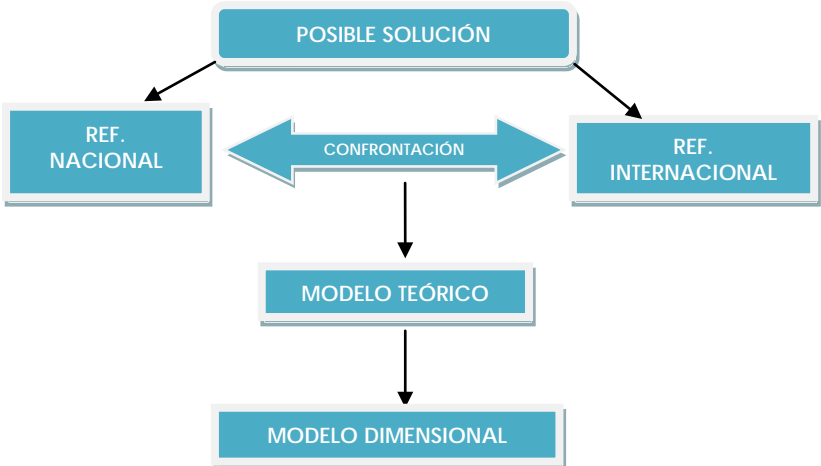 POSIBLE SOLUCIÓN
REF.
NACIONAL
CONFRONTACIÓN
REF.
INTERNACIONAL
MODELO TEÓRICO
MODELO DIMENSIONAL